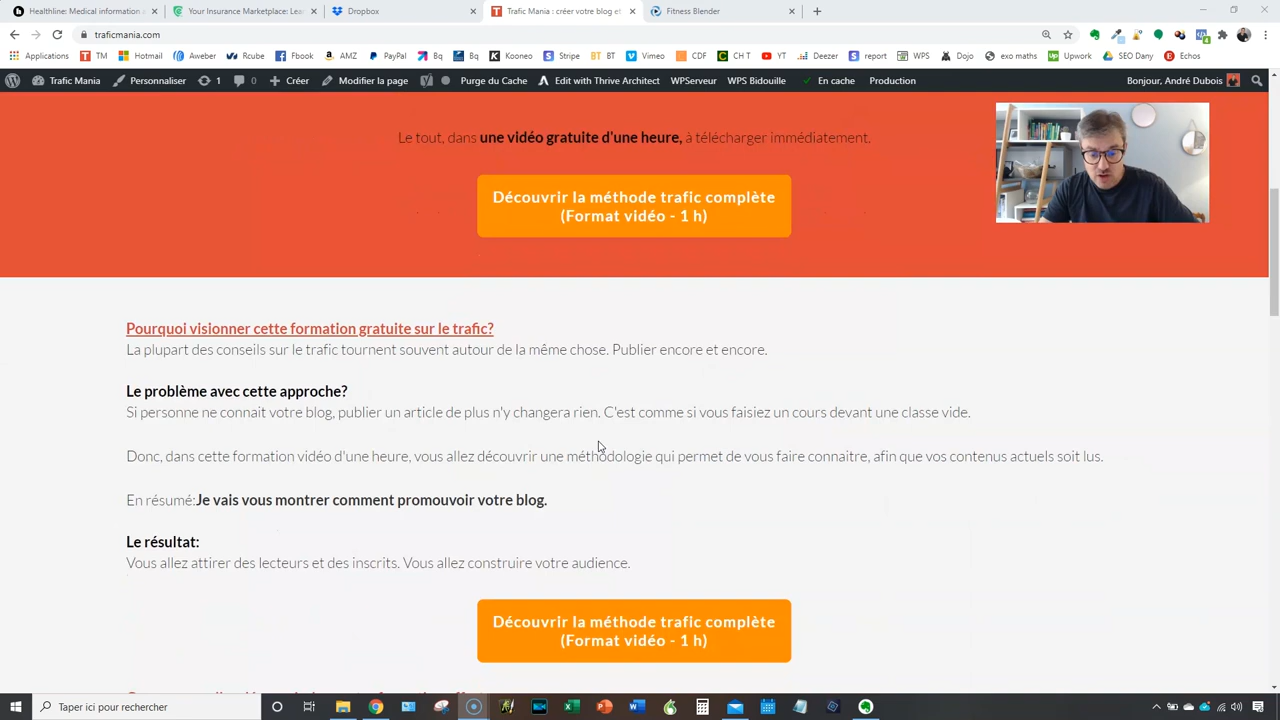 Healthline: Medical information a
Your Insurance Marketplace: Lea
Dropbox
Trafic Mania : créer votre blog et
Fitness Blender
traficmania.com
Applications
TM
Hotmail
Aweber
Recurra
Fbook
AMZ
PayPal
Bq
Bq
Kooneo
Stripe
BT
Vimeo
CDF
CH T
YT
Deezer
report
WPS
Dojo
exo maths
Upwork
SEO Dany
Echos
Trafic Mania
Personnaliser
1
0
Créer
Modifier la page
Purge du Cache
Edit with Thrive Architect
WPServeur
WPS Bidouille
En cache
Production
Bonjour, André Dubois
Le tout, dans une vidéo gratuite d'une heure, à télécharger immédiatement.
Découvrir la méthode trafic complète
(Format vidéo - 1 h)
Pourquoi visionner cette formation gratuite sur le trafic?
La plupart des conseils sur le trafic tournent souvent autour de la même chose. Publier encore et encore.
Le problème avec cette approche?
Si personne ne connait votre blog, publier un article de plus n'y changera rien. C'est comme si vous faisiez un cours devant une classe vide.
Donc, dans cette formation vidéo d'une heure, vous allez découvrir une méthodologie qui permet de vous faire connaitre, afin que vos contenus actuels soit lus.
En résumé:Je vais vous montrer comment promouvoir votre blog.
Le résultat:
Vous allez attirer des lecteurs et des inscrits. Vous allez construire votre audience.
Découvrir la méthode trafic complète
(Format vidéo - 1 h)
Taper ici pour rechercher